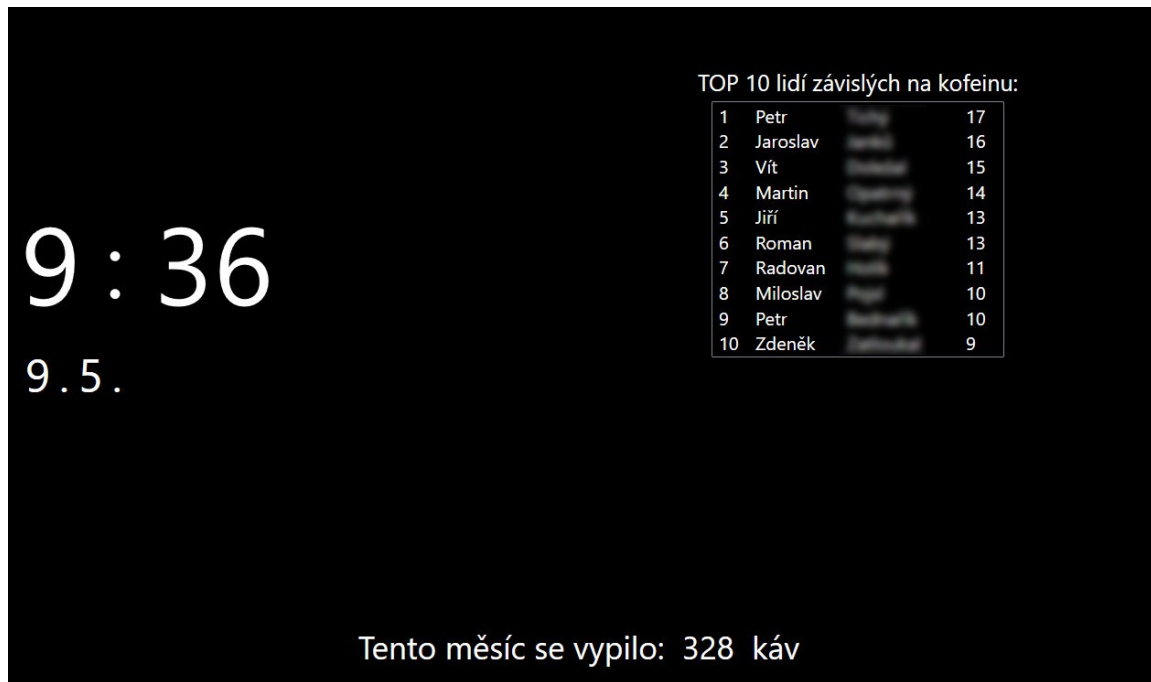 TOP 10 lidí závislých na kofeinu:
1 Petr 17
2 Jaroslav 16
3 Vít 15
4 Martin 14
5 Jiří 13
6 Roman 13
7 Radovan 11
8 Miloslav 10
9 Petr 10
10 Zdeněk 9
9 : 36
9 . 5 .
Tento měsíc se vypilo: 328 káv